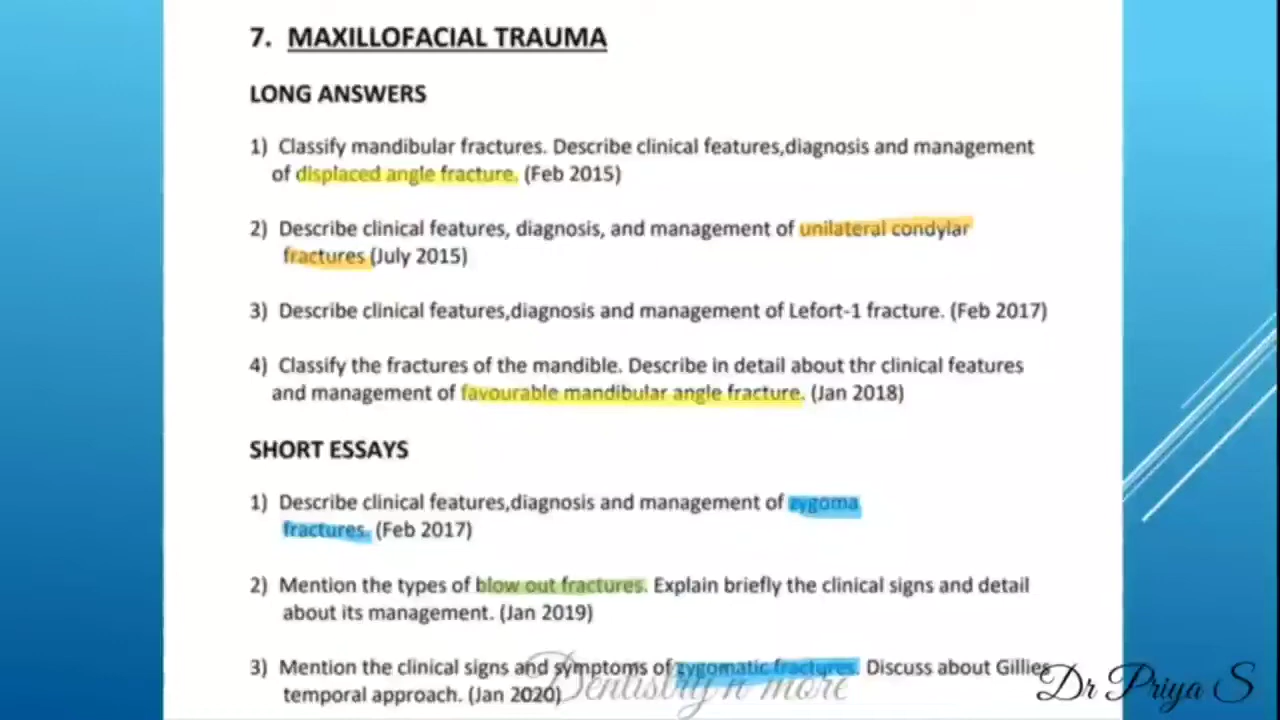 7. MAXILLOFACIAL TRAUMA
LONG ANSWERS
1) Classify mandibular fractures. Describe clinical features,diagnosis and management
of displaced angle fracture. (Feb 2015)
2) Describe clinical features, diagnosis, and management of unilateral condylar
fractures (July 2015)
3) Describe clinical features,diagnosis and management of Lefort-1 fracture. (Feb 2017)
4) Classify the fractures of the mandible. Describe in detail about thr clinical features
and management of favourable mandibular angle fracture. (Jan 2018)
SHORT ESSAYS
1) Describe clinical features,diagnosis and management of zygoma
fractures. (Feb 2017)
2) Mention the types of blow out fractures. Explain briefly the clinical signs and detail
about its management. (Jan 2019)
3) Mention the clinical signs and symptoms of zygomatic fractures. Discuss about Gillies
temporal approach. (Jan 2020)
Dentistry n more
Dr Priya S